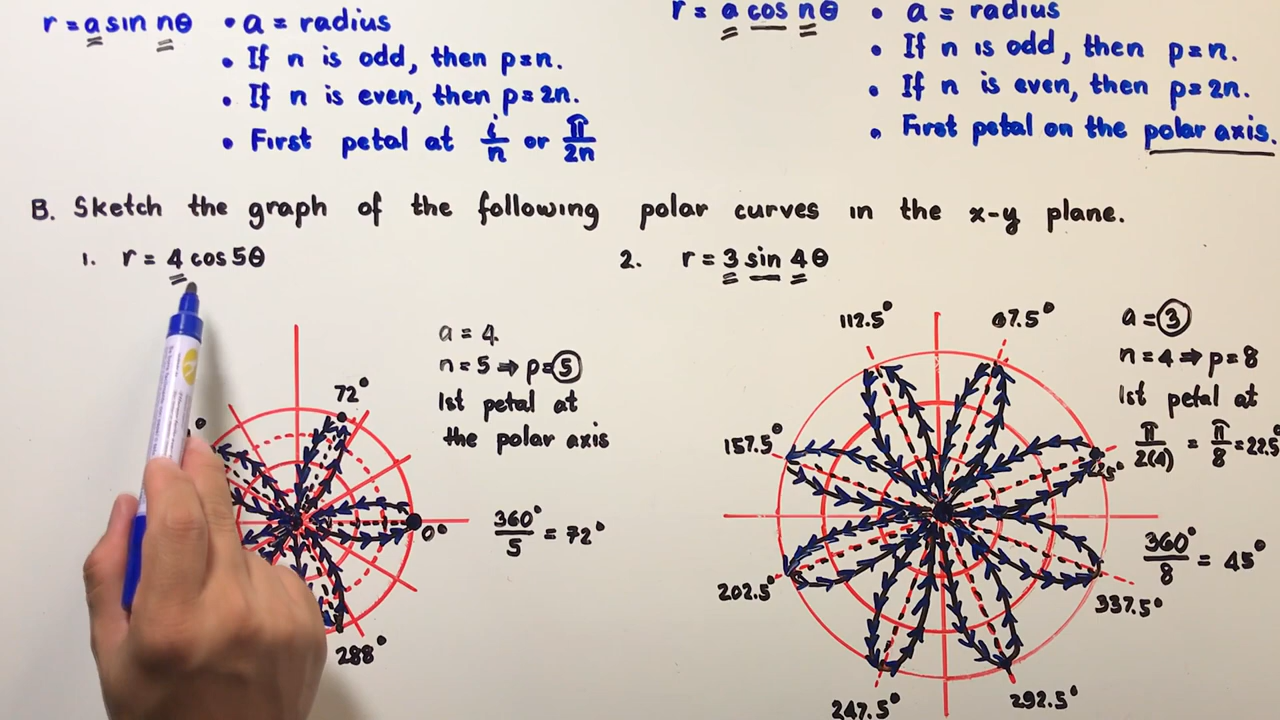 r = a sin nθ • a = radius
• If n is odd, then p=n.
• If n is even, then p=2n.
• First petal at i/n or π/2n
r = a cos nθ • a = radius
• If n is odd, then p=n.
• If n is even, then p=2n.
• First petal on the polar axis.
B. Sketch the graph of the following polar curves in the x-y plane.
1. r = 4 cos 5θ
72°
0°
288°
a = 4
n = 5 ⇒ p=5
1st petal at
the polar axis
360°/5 = 72°
2. r = 3 sin 4θ
112.5°
67.5°
157.5°
202.5°
337.5°
247.5°
292.5°
a = 3
n = 4 ⇒ p = 8
1st petal at
π/2(4) = π/8 = 22.5°
360°/8 = 45°